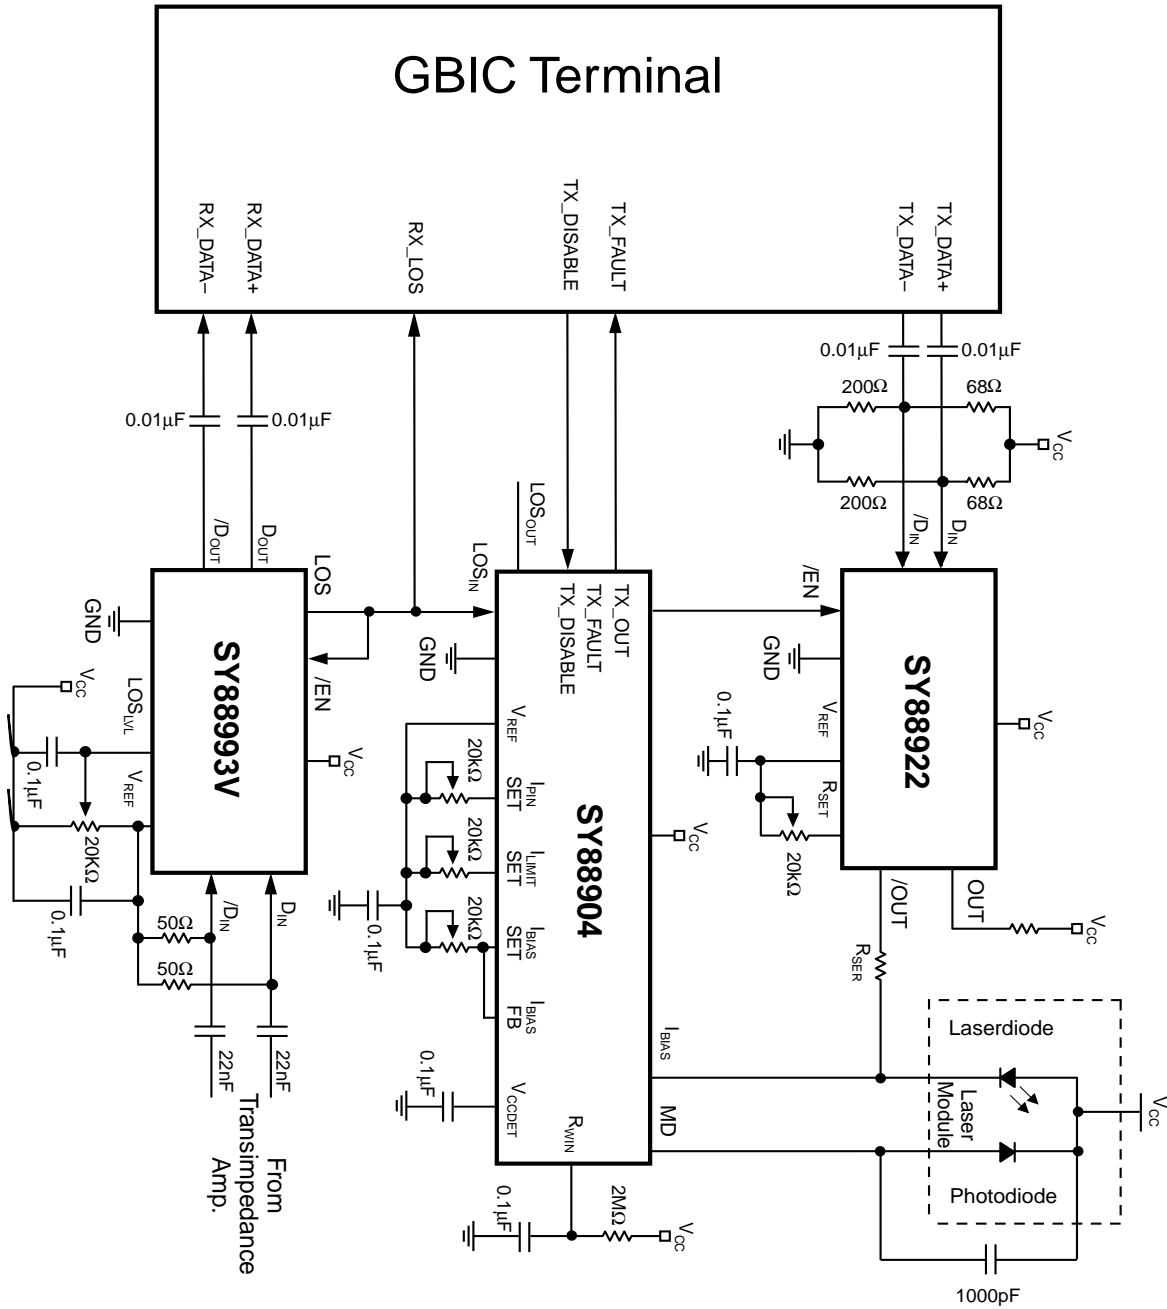 GBIC Terminal
RX_DATA–
RX_DATA+
RX_LOS
TX_DISABLE
TX_FAULT
TX_DATA–
TX_DATA+
0.01μF
0.01μF
0.01μF
0.01μF
200Ω
68Ω
VCC
200Ω
68Ω
/DOUT
DOUT
LOS
LOSOUT
LOSIN
/DIN
DIN
/EN
GND
SY88993V
/EN
VCC
LOSLVL
VREF
VCC
0.1μF
20KΩ
0.1μF
50Ω
50Ω
/DIN
DIN
22nF
22nF
From
Transimpedance
Amp.
TX_OUT
TX_FAULT
TX_DISABLE
GND
SY88904
VCC
VREF
20kΩ
IPIN
SET
20kΩ
ILIMIT
SET
20kΩ
IBIAS
SET
IBIAS
FB
0.1μF
0.1μF
VCCDET
RWIN
0.1μF
2MΩ
VCC
IBIAS
MD
GND
SY88922
VCC
VREF
RSET
0.1μF
20kΩ
/OUT
OUT
VCC
RSER
Laserdiode
Laser
Module
Photodiode
VCC
1000pF